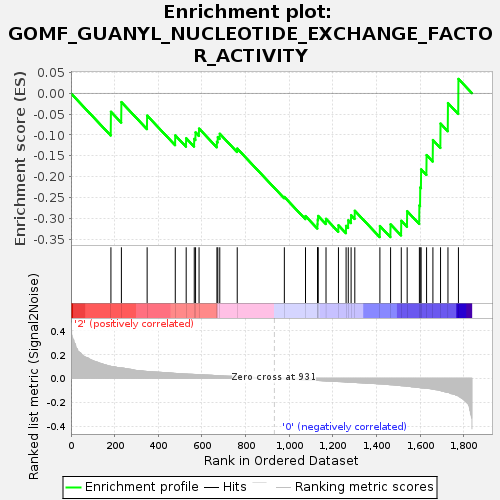 Enrichment plot:
GOMF_GUANYL_NUCLEOTIDE_EXCHANGE_FACTO
R_ACTIVITY
Enrichment score (ES)
0.05
0.00
-0.05
-0.10
-0.15
-0.20
-0.25
-0.30
-0.35
'2' (positively correlated)
Ranked list metric (Signal2Noise)
0.4
0.2
0.0
-0.2
-0.4
Zero cross at 931
'0' (negatively correlated)
0
200
400
600
800
1,000
1,200
1,400
1,600
1,800
Rank in Ordered Dataset
Enrichment profile
Hits
Ranking metric scores